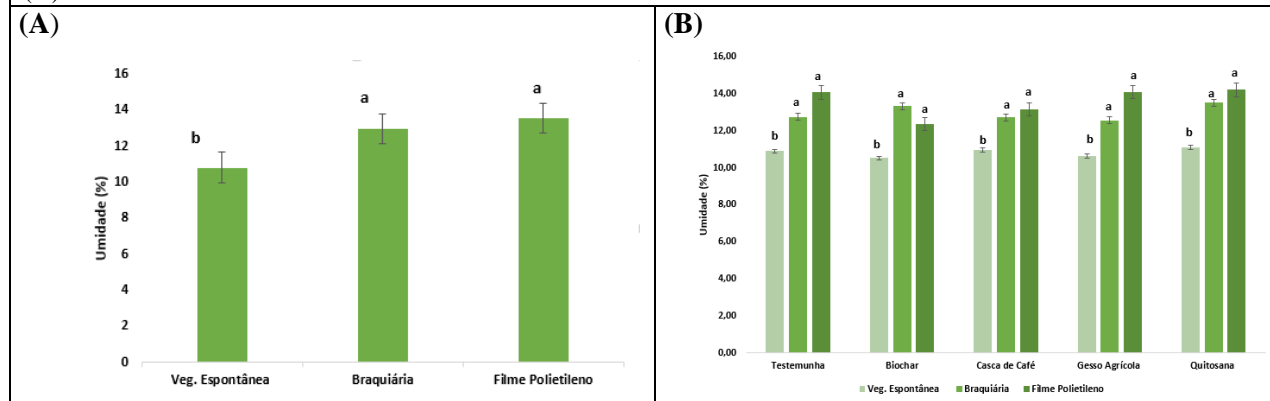 (A)
16
14
12
10
8
6
4
2
0
Umidade (%)
b
a
a
Veg. Espontânea Braquiária Filme Polietileno
(B)
16,00
14,00
12,00
10,00
8,00
6,00
4,00
2,00
0,00
Umidade (%)
b a a b a a b a a b a a b a a
Testemunha Biochar Casca de Café Gesso Agrícola Quitosana
Veg. Espontânea Braquiária Filme Polietileno